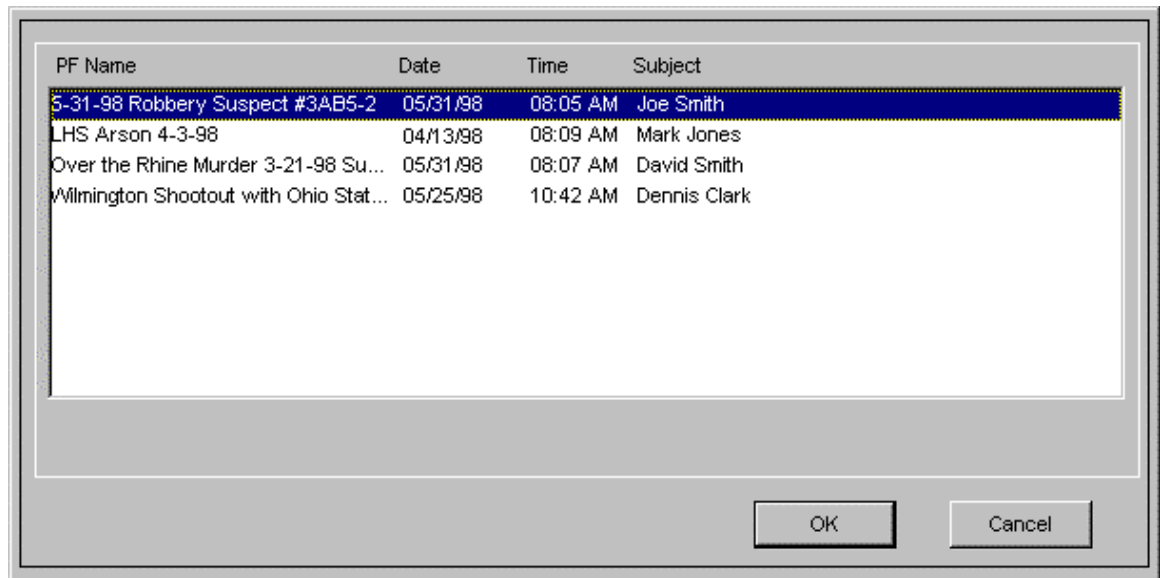 PF Name Date Time Subject
5-31-98 Robbery Suspect #3AB5-2 05/31/98 08:05 AM Joe Smith
LHS Arson 4-3-98 04/13/98 08:09 AM Mark Jones
Over the Rhine Murder 3-21-98 Su... 05/31/98 08:07 AM David Smith
Wilmington Shootout with Ohio Stat... 05/25/98 10:42 AM Dennis Clark
OK Cancel